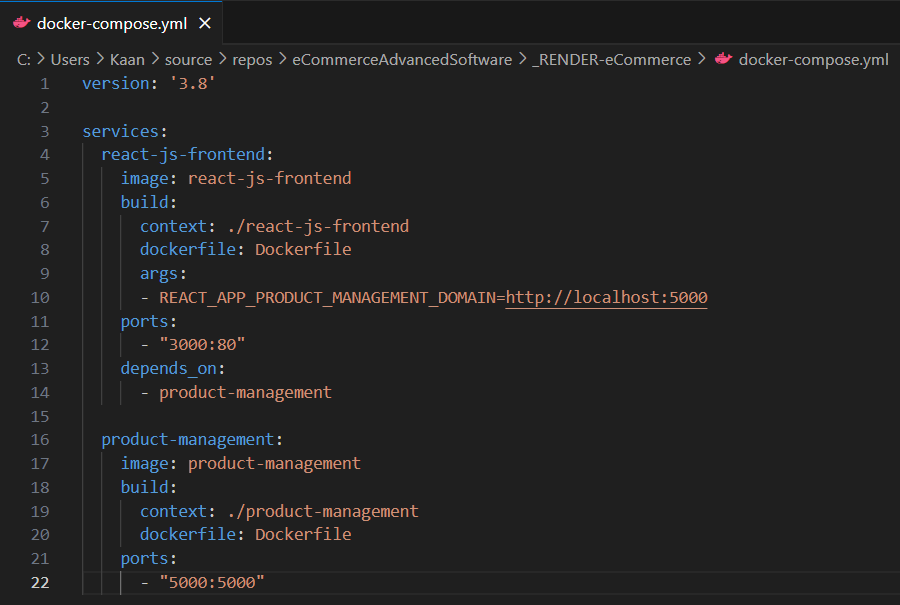 docker-compose.yml
C: > Users > Kaan > source > repos > eCommerceAdvancedSoftware > _RENDER-eCommerce > docker-compose.yml
1 version: '3.8'
2
3 services:
4   react-js-frontend:
5     image: react-js-frontend
6     build:
7       context: ./react-js-frontend
8       dockerfile: Dockerfile
9       args:
10       - REACT_APP_PRODUCT_MANAGEMENT_DOMAIN=http://localhost:5000
11     ports:
12       - "3000:80"
13     depends_on:
14       - product-management
15
16   product-management:
17     image: product-management
18     build:
19       context: ./product-management
20       dockerfile: Dockerfile
21     ports:
22       - "5000:5000"